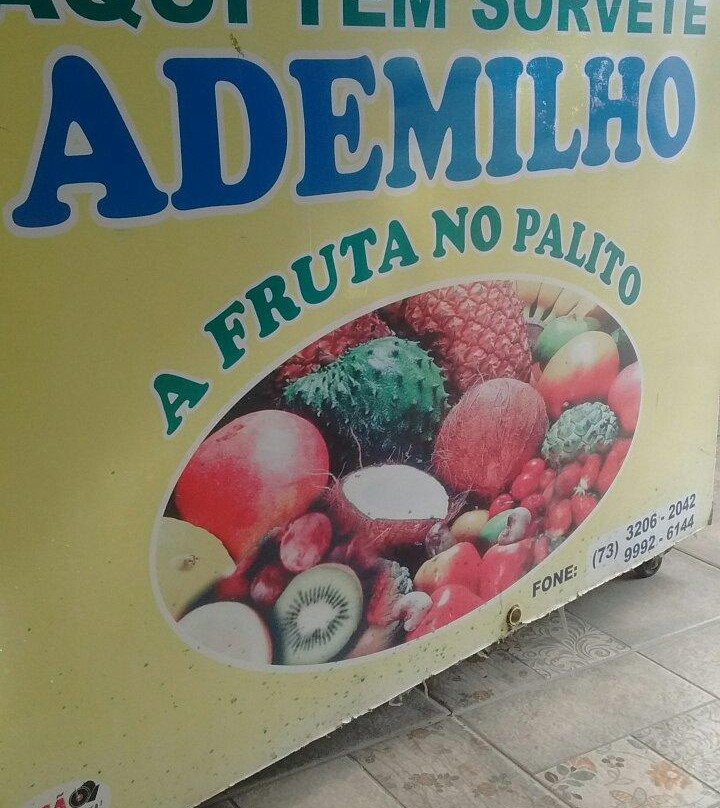 AQUI TEM SORVETE
ADEMILHO
A FRUTA NO PALITO
FONE: (73) 3206-2042
9992-6144